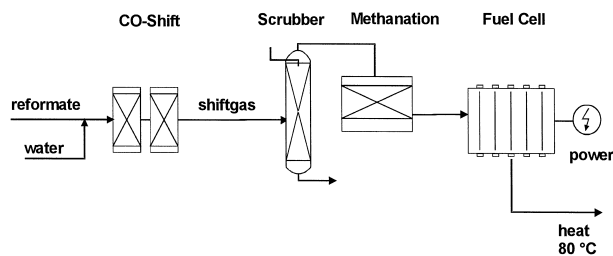 CO-Shift
Scrubber
Methanation
Fuel Cell
reformate
shiftgas
water
power
heat
80 °C